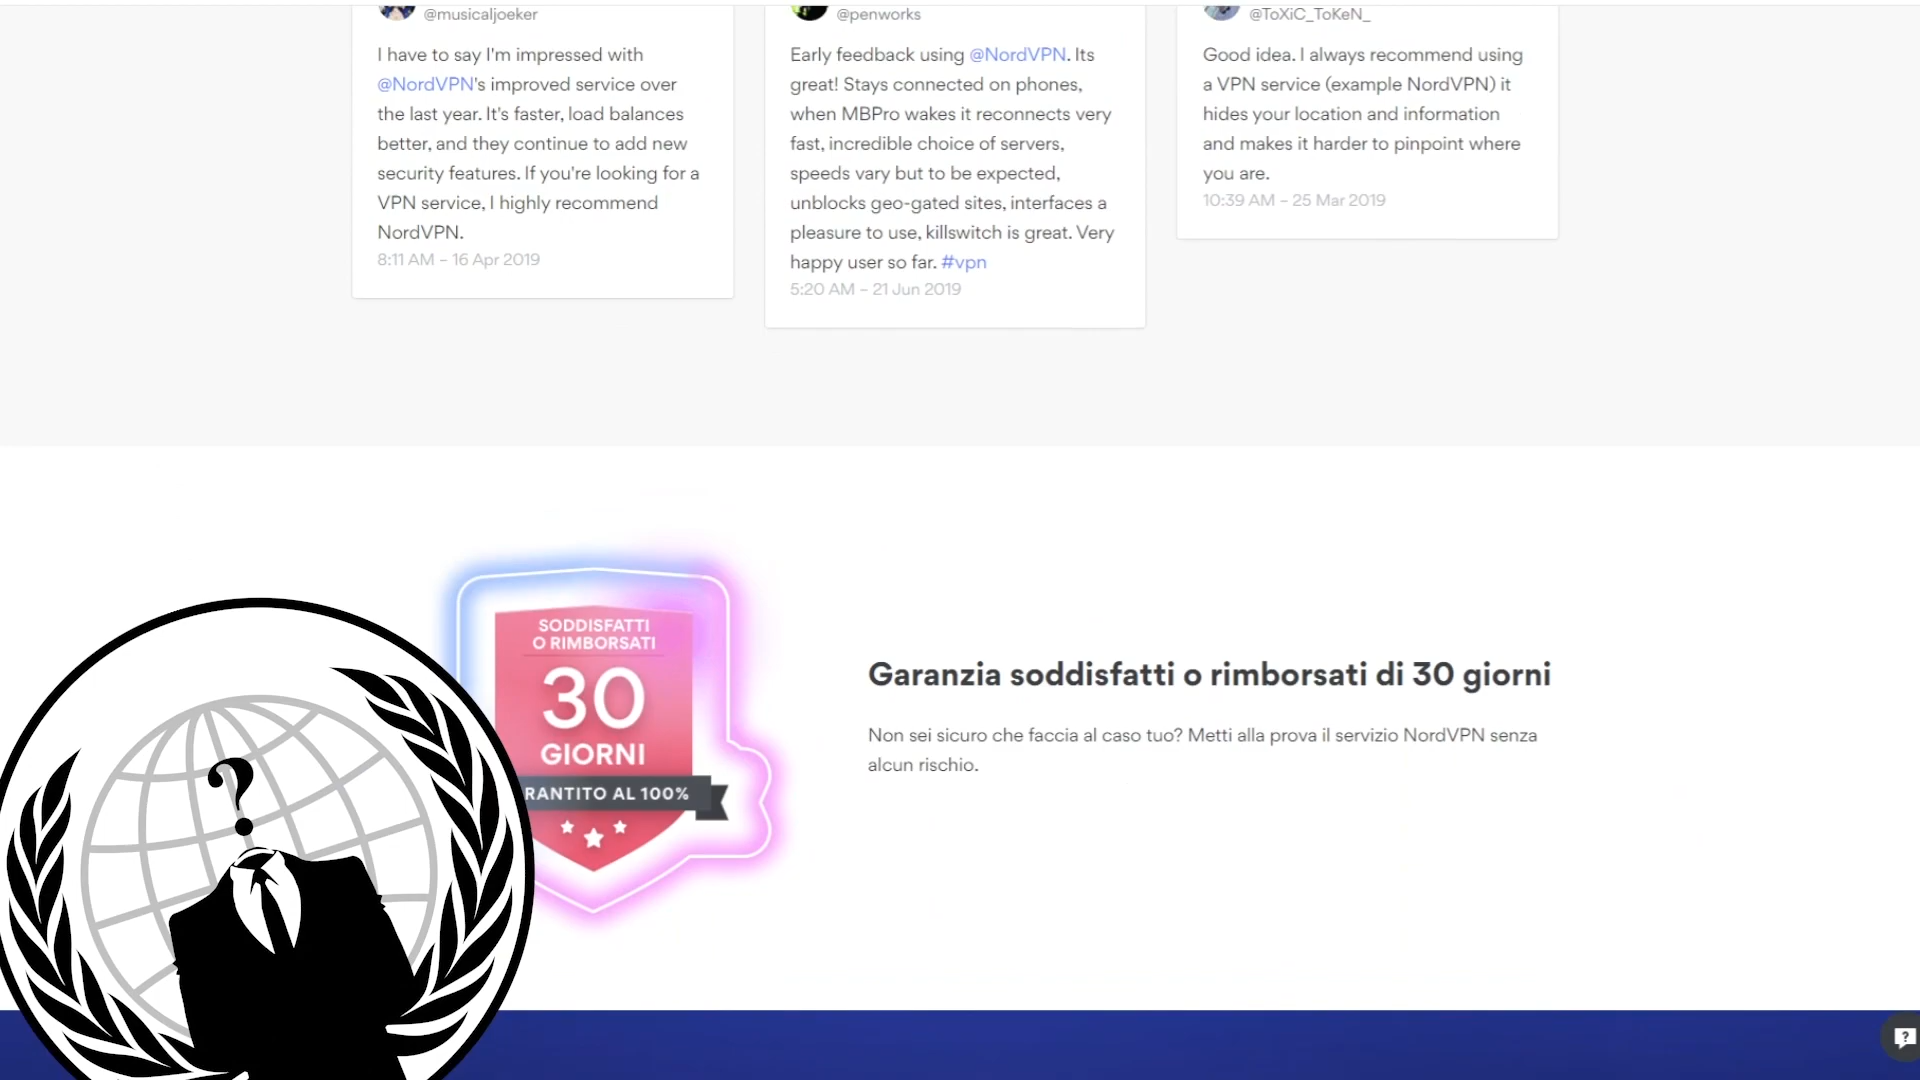 @musicaljoeker
I have to say I'm impressed with
@NordVPN's improved service over
the last year. It's faster, load balances
better, and they continue to add new
security features. If you're looking for a
VPN service, I highly recommend
NordVPN.
8:11 AM – 16 Apr 2019
@penworks
Early feedback using @NordVPN. Its
great! Stays connected on phones,
when MBPro wakes it reconnects very
fast, incredible choice of servers,
speeds vary but to be expected,
unblocks geo-gated sites, interfaces a
pleasure to use, killswitch is great. Very
happy user so far. #vpn
5:20 AM – 21 Jun 2019
@ToXiC_ToKeN_
Good idea. I always recommend using
a VPN service (example NordVPN) it
hides your location and information
and makes it harder to pinpoint where
you are.
10:39 AM – 25 Mar 2019
SODDISFATTI
O RIMBORSATI
30
GIORNI
RANTITO AL 100%
Garanzia soddisfatti o rimborsati di 30 giorni
Non sei sicuro che faccia al caso tuo? Metti alla prova il servizio NordVPN senza
alcun rischio.
?
?